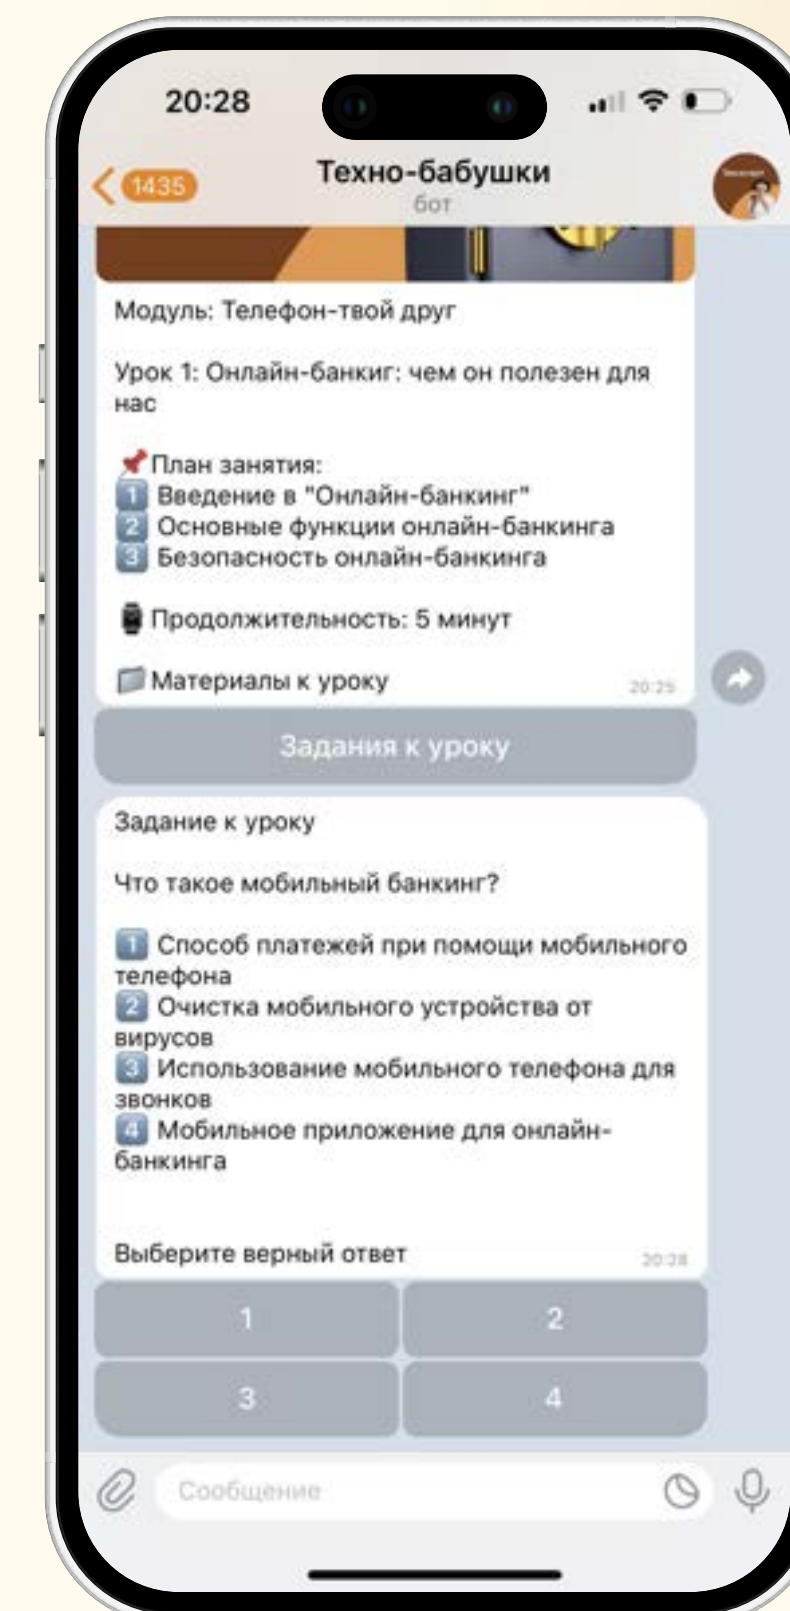 20:28
1435
Техно-бабушки
бот
Модуль: Телефон-твой друг
Урок 1: Онлайн-банкиг: чем он полезен для
нас
📌План занятия:
1️⃣ Введение в "Онлайн-банкинг"
2️⃣ Основные функции онлайн-банкинга
3️⃣ Безопасность онлайн-банкинга
Продолжительность: 5 минут
Материалы к уроку
20:25
Задания к уроку
Задание к уроку
Что такое мобильный банкинг?
1️⃣ Способ платежей при помощи мобильного
телефона
2️⃣ Очистка мобильного устройства от
вирусов
3️⃣ Использование мобильного телефона для
звонков
4️⃣ Мобильное приложение для онлайн-
банкинга
Выберите верный ответ
20:28
1
2
3
4
Сообщение